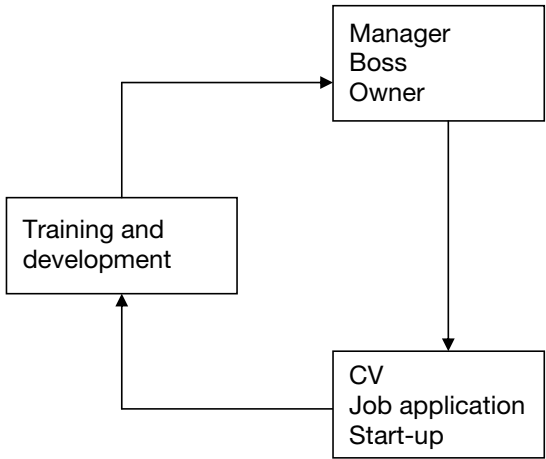 Manager
Boss
Owner
Training and
development
CV
Job application
Start-up